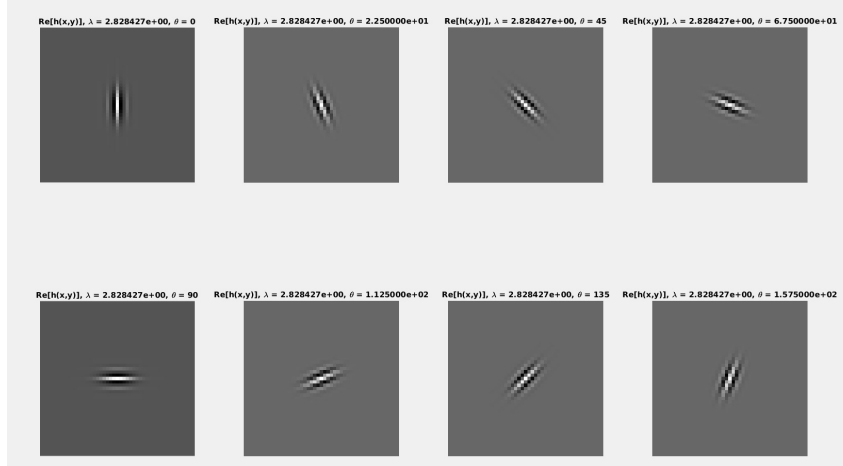 Re[h(x,y)], λ = 2.828427e+00, θ = 0
Re[h(x,y)], λ = 2.828427e+00, θ = 2.250000e+01
Re[h(x,y)], λ = 2.828427e+00, θ = 45
Re[h(x,y)], λ = 2.828427e+00, θ = 6.750000e+01
Re[h(x,y)], λ = 2.828427e+00, θ = 90
Re[h(x,y)], λ = 2.828427e+00, θ = 1.125000e+02
Re[h(x,y)], λ = 2.828427e+00, θ = 135
Re[h(x,y)], λ = 2.828427e+00, θ = 1.575000e+02